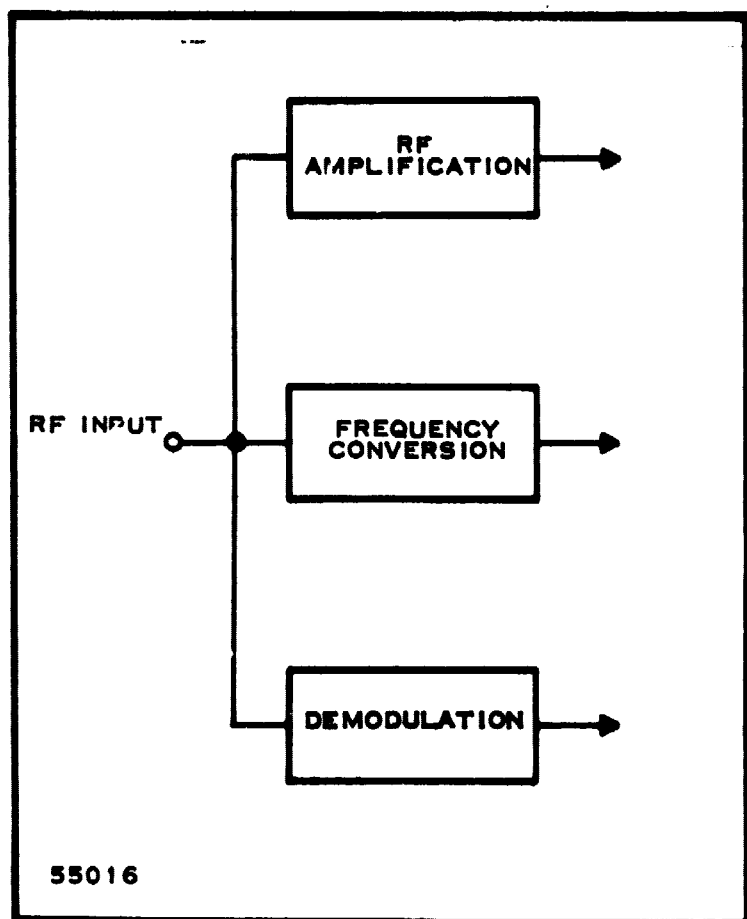 RF
AMPLIFICATION
RF INPUT
FREQUENCY
CONVERSION
DEMODULATION
55016